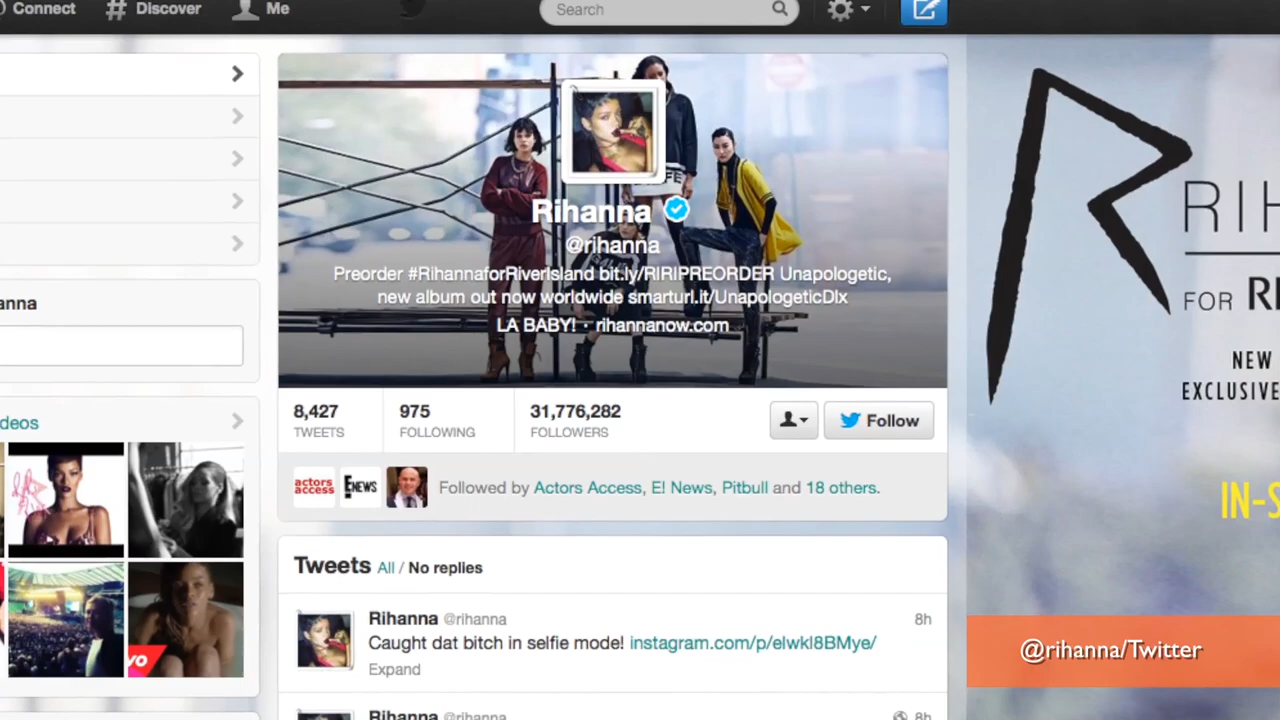 Connect
# Discover
Me
Search
Rihanna
@rihanna
Preorder #RihannaforRiverIsland bit.ly/RIRIPREORDER Unapologetic,
new album out now worldwide smarturl.it/UnapologeticDlx
LA BABY! · rihannanow.com
8,427
TWEETS
975
FOLLOWING
31,776,282
FOLLOWERS
Follow
actors
access
E! NEWS
Followed by Actors Access, E! News, Pitbull and 18 others.
Tweets All / No replies
Rihanna @rihanna
8h
Caught dat bitch in selfie mode! instagram.com/p/elwkl8BMye/
Expand
Rihanna @rihanna
8h
anna
deos
vo
R
RIH
FOR RI
NEW
EXCLUSIVE
IN-S
@rihanna/Twitter